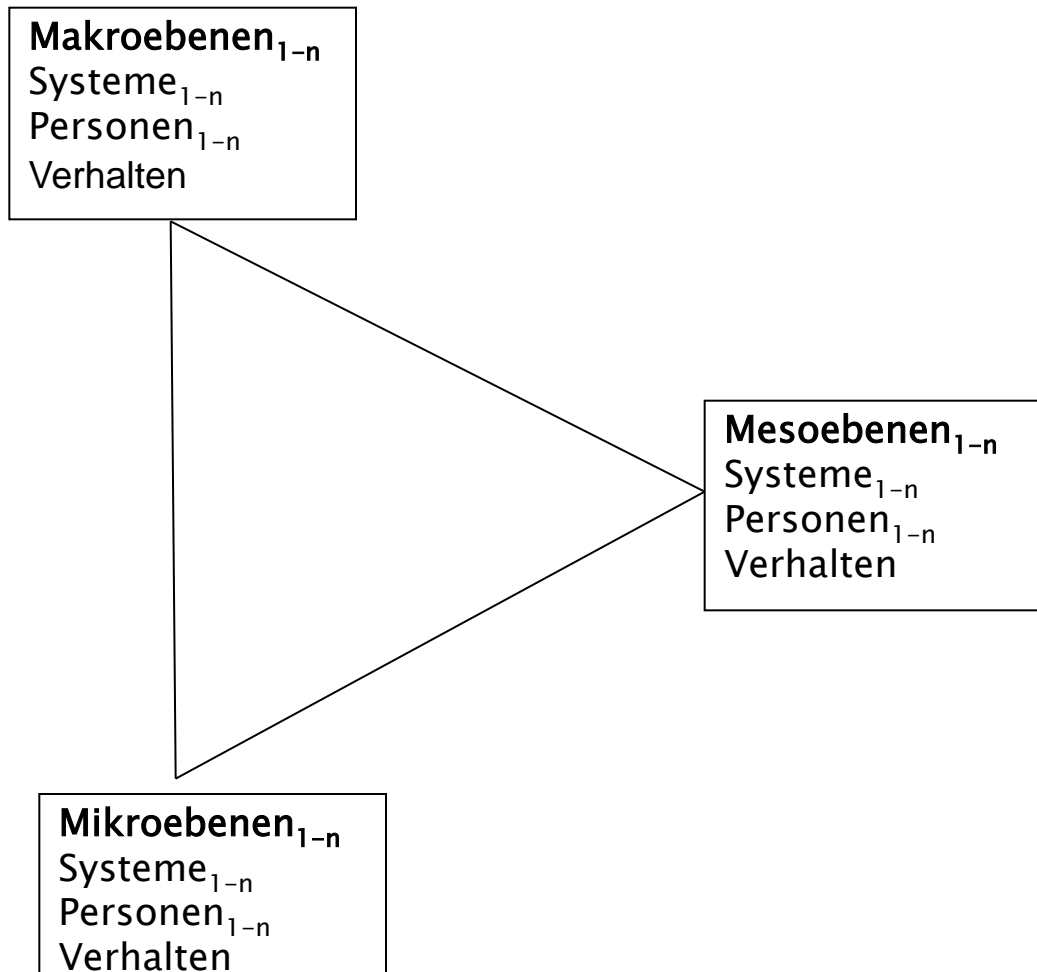 Makroebenen₁₋ₙ
Systeme₁₋ₙ
Personen₁₋ₙ
Verhalten
Mesoebenen₁₋ₙ
Systeme₁₋ₙ
Personen₁₋ₙ
Verhalten
Mikroebenen₁₋ₙ
Systeme₁₋ₙ
Personen₁₋ₙ
Verhalten